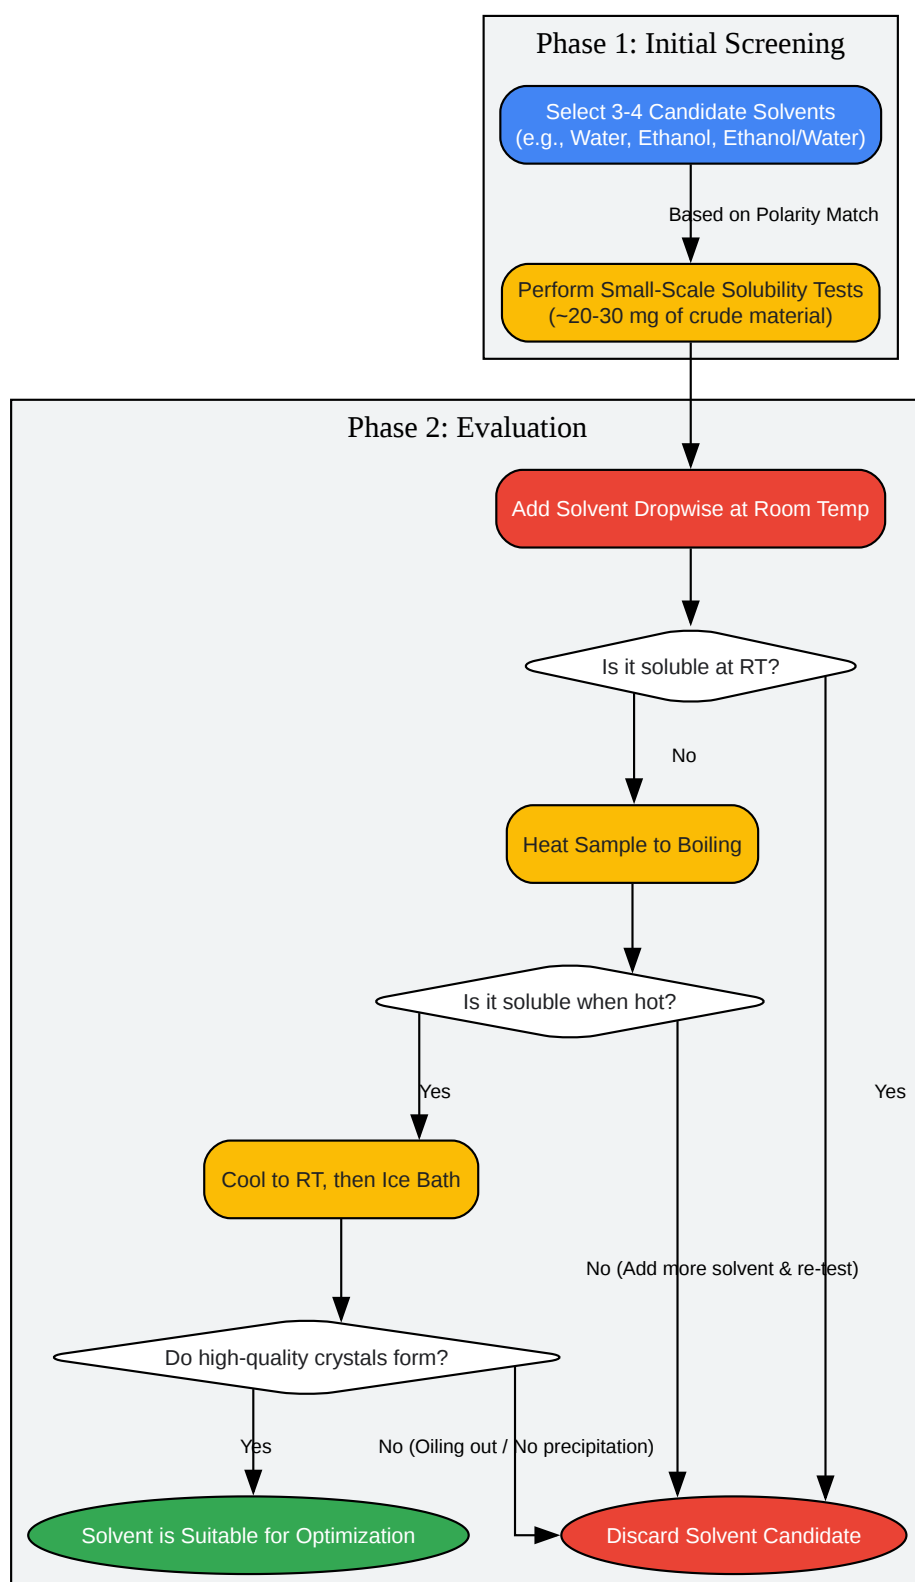 Phase 1: Initial Screening
Select 3-4 Candidate Solvents
(e.g., Water, Ethanol, Ethanol/Water)
Based on Polarity Match
Perform Small-Scale Solubility Tests
(~20-30 mg of crude material)
Phase 2: Evaluation
Add Solvent Dropwise at Room Temp
Is it soluble at RT?
No
Heat Sample to Boiling
Is it soluble when hot?
Yes
Yes
Cool to RT, then Ice Bath
No (Add more solvent & re-test)
Do high-quality crystals form?
Yes
No (Oiling out / No precipitation)
Solvent is Suitable for Optimization
Discard Solvent Candidate